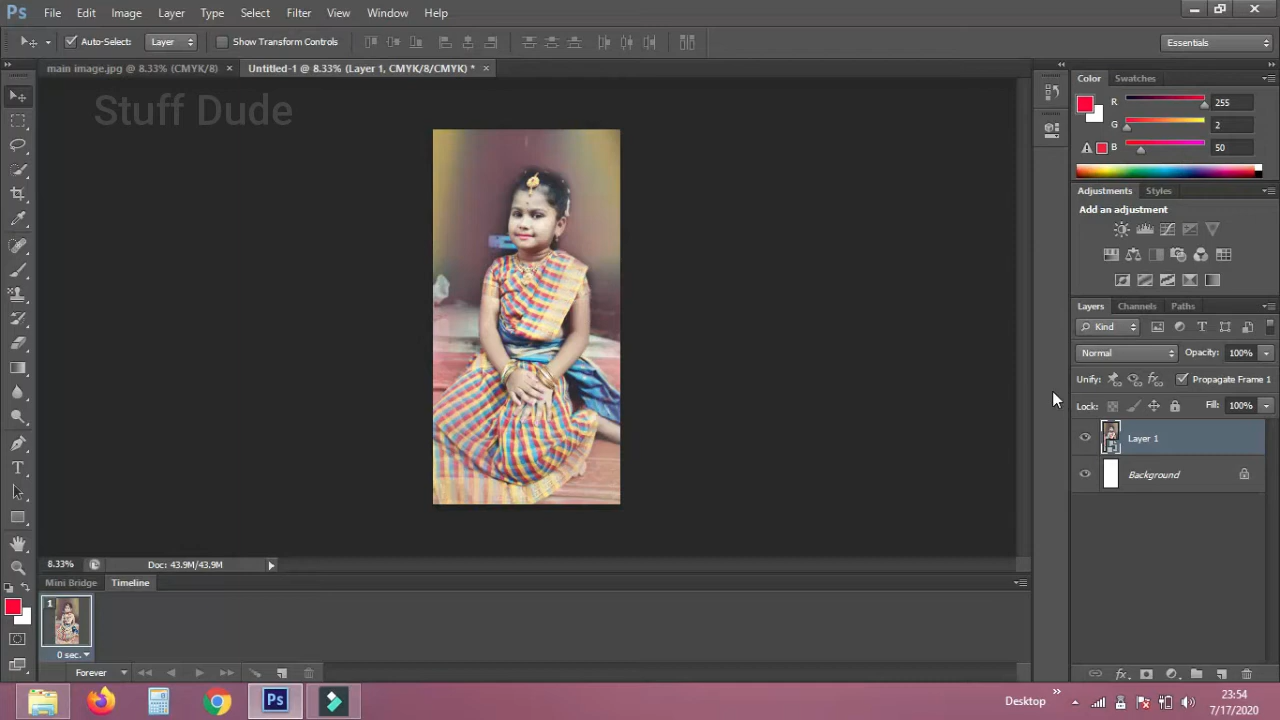 Ps File Edit Image Layer Type Select Filter View Window Help
Auto-Select: Layer Show Transform Controls Essentials
main image.jpg @ 8.33% (CMYK/8) Untitled-1 @ 8.33% (Layer 1, CMYK/8/CMYK) *
Stuff Dude
Color Swatches
R 255
G 2
B 50
Adjustments Styles
Add an adjustment
Layers Channels Paths
Kind
Normal Opacity: 100%
Unify: Propagate Frame 1
Lock: Fill: 100%
Layer 1
Background
8.33% Doc: 43.9M/43.9M
Mini Bridge Timeline
1
0 sec.
Forever
Ps
Desktop
23:54
7/17/2020